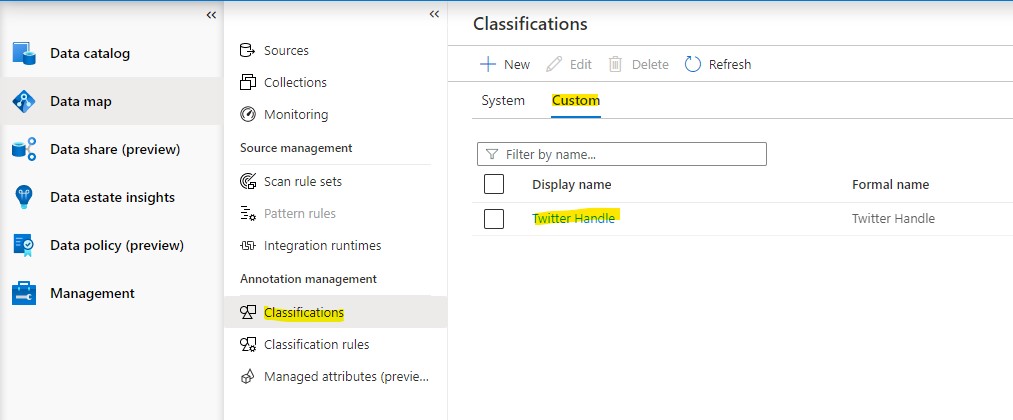 «
Data catalog
Data map
Data share (preview)
Data estate insights
Data policy (preview)
Management
«
Sources
Collections
Monitoring
Source management
Scan rule sets
Pattern rules
Integration runtimes
Annotation management
Classifications
Classification rules
Managed attributes (previe...
Classifications
New Edit Delete Refresh
System Custom
Filter by name...
Display name Formal name
Twitter Handle Twitter Handle